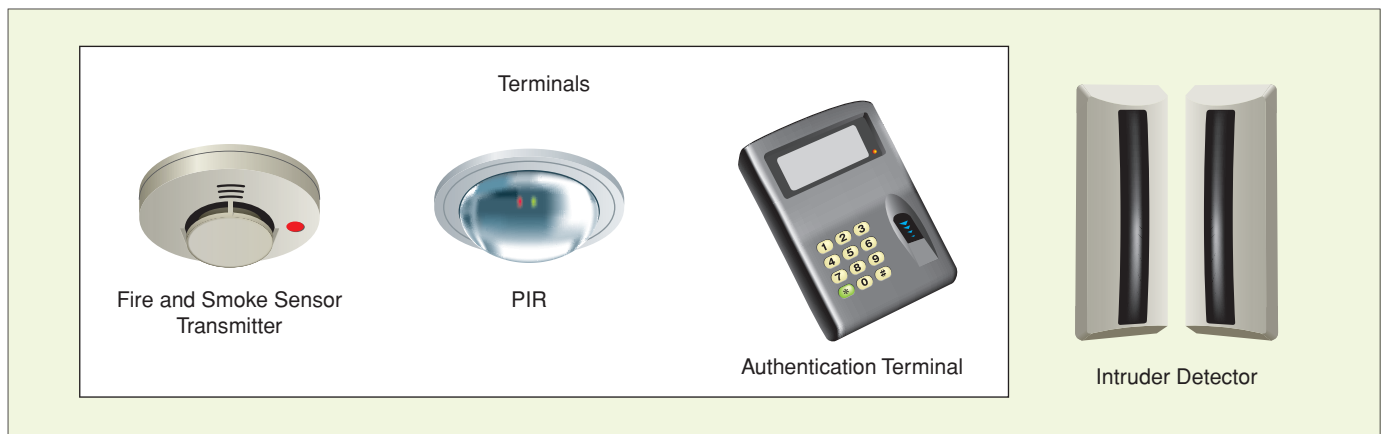 Terminals
Fire and Smoke Sensor
Transmitter
PIR
1 2 3
4 5 6
7 8 9
* 0 #
Authentication Terminal
Intruder Detector